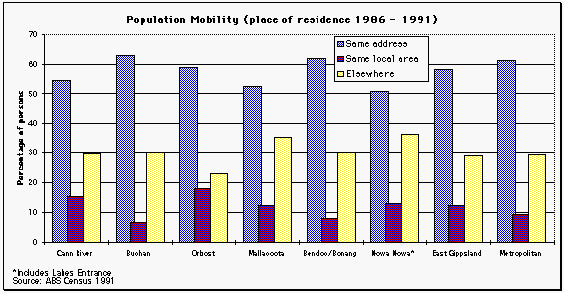 Population Mobility (place of residence 1986 - 1991)
Same address
Same local area
Elsewhere
Percentage of persons
70
60
50
40
30
20
10
0
Cann River
Buchan
Orbost
Mallacoota
Bendoc/Bonang
Nowa Nowa*
East Gippsland
Metropolitan
*Includes Lakes Entrance
Source: ABS Census 1991